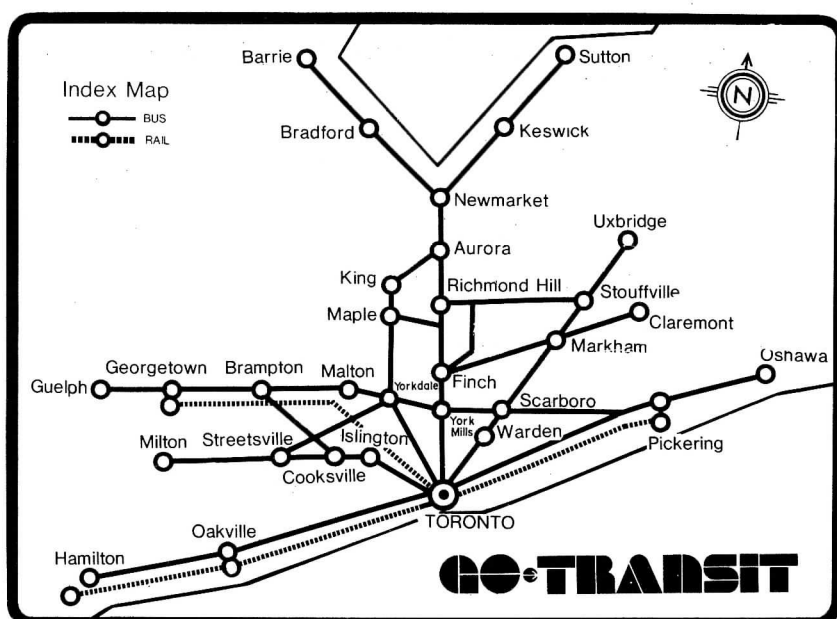 Barrie
Sutton
Index Map
BUS
RAIL
N
Bradford
Keswick
Newmarket
Uxbridge
Aurora
King
Richmond Hill
Stouffville
Maple
Claremont
Markham
Georgetown
Brampton
Malton
Oshawa
Guelph
Yorkdale
Finch
Scarboro
York
Mills
Warden
Streetsville
Islington
Milton
Cooksville
Pickering
TORONTO
Oakville
Hamilton
GO TRANSIT